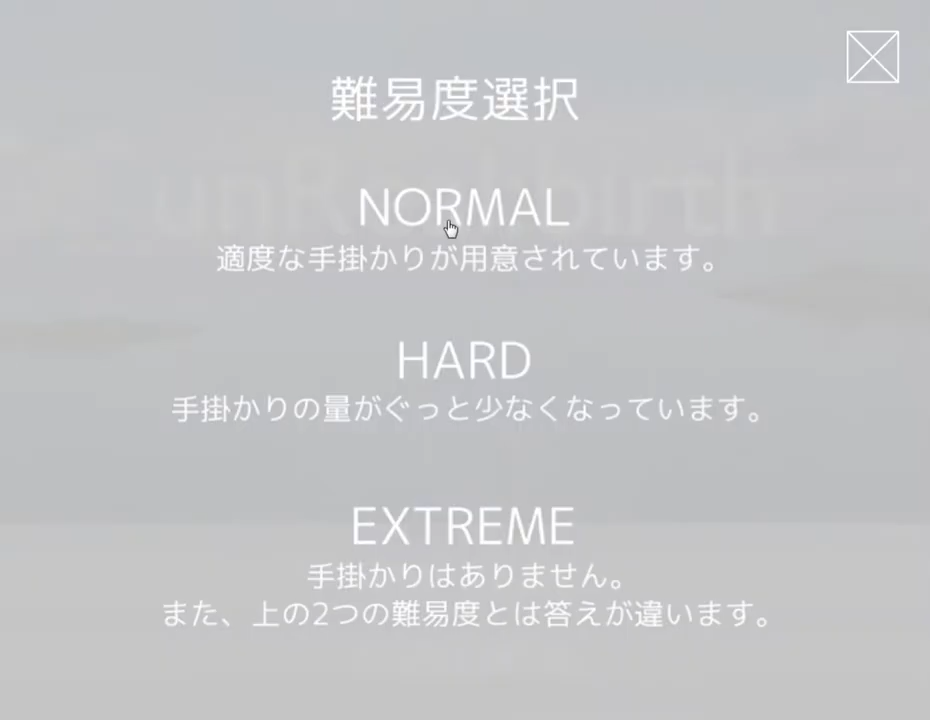 難易度選択
NORMAL
適度な手掛かりが用意されています。
HARD
手掛かりの量がぐっと少なくなっています。
EXTREME
手掛かりはありません。
また、上の2つの難易度とは答えが違います。